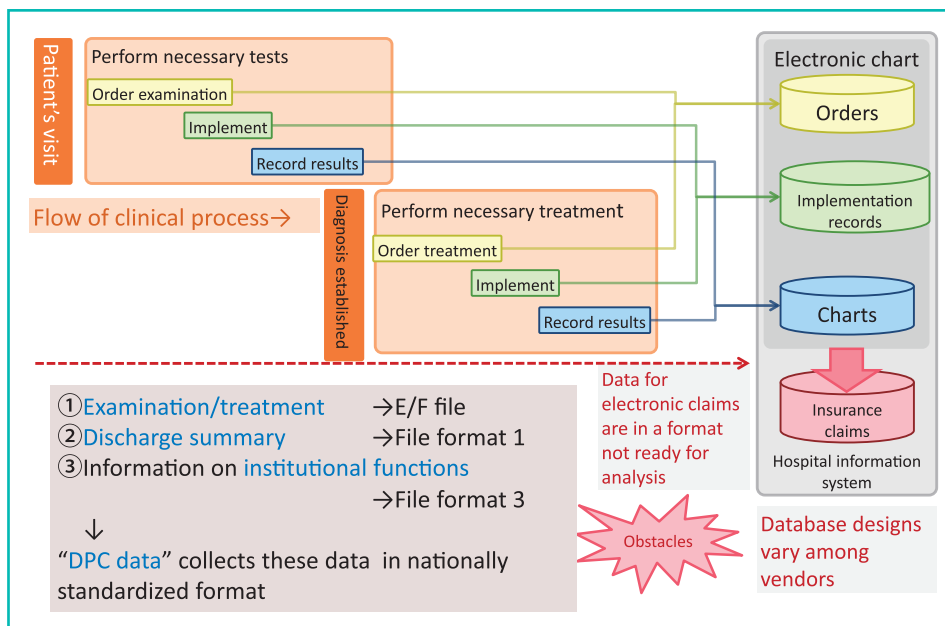 Patient's visit
Perform necessary tests
Order examination
Implement
Record results
Flow of clinical process→
Diagnosis established
Perform necessary treatment
Order treatment
Implement
Record results
Electronic chart
Orders
Implementation
records
Charts
Insurance
claims
Hospital information
system
Data for
electronic claims
are in a format
not ready for
analysis
①Examination/treatment →E/F file
②Discharge summary →File format 1
③Information on institutional functions
→File format 3
↓
“DPC data” collects these data in nationally
standardized format
Obstacles
Database designs
vary among
vendors